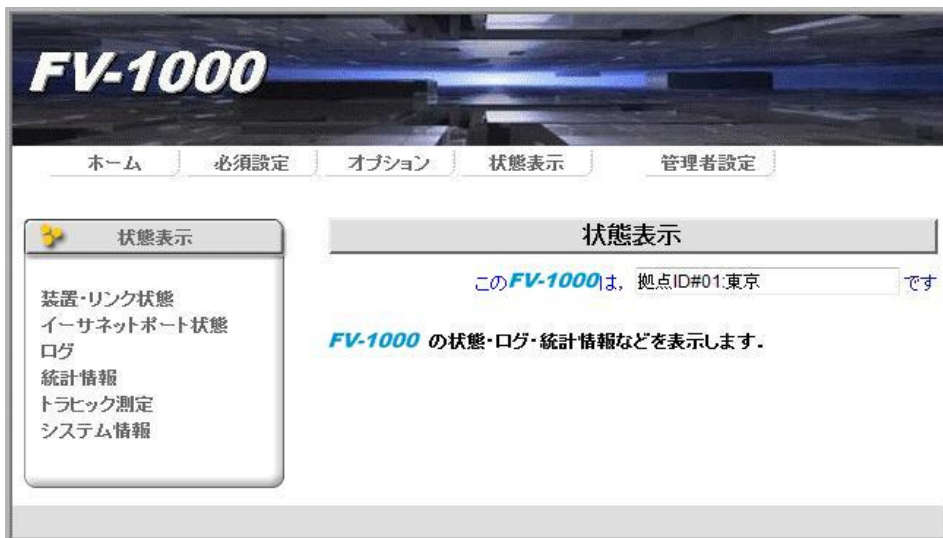 FV-1000
ホーム 必須設定 オプション 状態表示 管理者設定
状態表示
装置・リンク状態
イーサネットポート状態
ログ
統計情報
トラヒック測定
システム情報
状態表示
このFV-1000は, 拠点ID#01:東京 です
FV-1000 の状態・ログ・統計情報などを表示します.